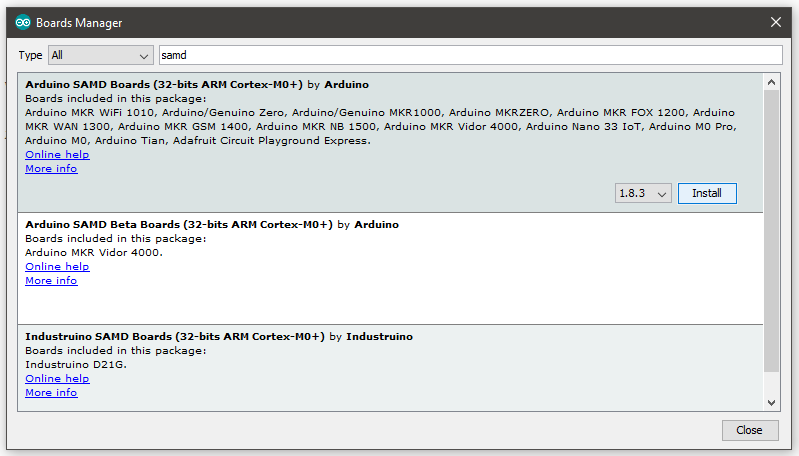 Boards Manager
Type All samd
Arduino SAMD Boards (32-bits ARM Cortex-M0+) by Arduino
Boards included in this package:
Arduino MKR WiFi 1010, Arduino/Genuino Zero, Arduino/Genuino MKR1000, Arduino MKRZERO, Arduino MKR FOX 1200, Arduino
MKR WAN 1300, Arduino MKR GSM 1400, Arduino MKR NB 1500, Arduino MKR Vidor 4000, Arduino Nano 33 IoT, Arduino M0 Pro,
Arduino M0, Arduino Tian, Adafruit Circuit Playground Express.
Online help
More info
1.8.3 Install
Arduino SAMD Beta Boards (32-bits ARM Cortex-M0+) by Arduino
Boards included in this package:
Arduino MKR Vidor 4000.
Online help
More info
Industruino SAMD Boards (32-bits ARM Cortex-M0+) by Industruino
Boards included in this package:
Industruino D21G.
Online help
More info
Close